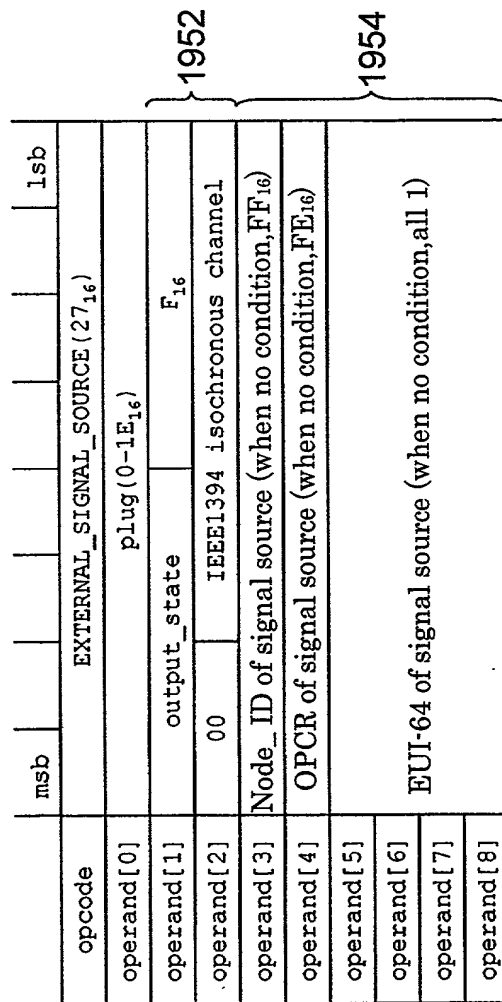 msb lsb
opcode EXTERNAL_SIGNAL_SOURCE(27₁₆)
operand[0] plug(0-1E₁₆)
operand[1] output_state F₁₆
operand[2] 00 IEEE1394 isochronous channel
1952
operand[3] Node_ID of signal source (when no condition,FF₁₆)
operand[4] OPCR of signal source (when no condition,FE₁₆)
operand[5]
operand[6] EUI-64 of signal source (when no condition,all 1)
operand[7]
operand[8]
1954